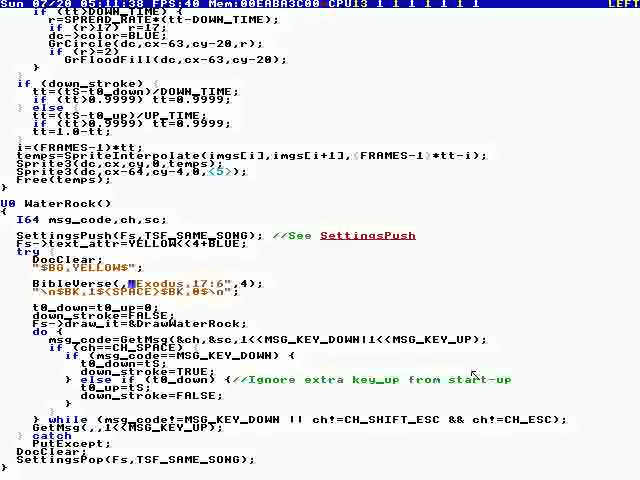 Sun 07/20 05:11:38 FPS:40 Mem:00EABA3C00 CPU13 1 1 1 1 1 1 1 LEFT
if (tt>DOWN_TIME) {
r=SPREAD_RATE*(tt-DOWN_TIME);
if (r>17) r=17;
dc->color=BLUE;
GrCircle(dc,cx-63,cy-20,r);
if (r>=2)
GrFloodFill(dc,cx-63,cy-20);
}
}
if (down_stroke) {
tt=(tS-t0_down)/DOWN_TIME;
if (tt>0.9999) tt=0.9999;
} else {
tt=(tS-t0_up)/UP_TIME;
if (tt>0.9999) tt=0.9999;
tt=1.0-tt;
}
i=(FRAMES-1)*tt;
temps=SpriteInterpolate(imgs[i],imgs[i+1],(FRAMES-1)*tt-i);
Sprite3(dc,cx,cy,0,temps);
Sprite3(dc,cx-64,cy-4,0,<5>);
Free(temps);
}
U0 WaterRock()
{
I64 msg_code,ch,sc;
SettingsPush(Fs,TSF_SAME_SONG); //See SettingsPush
Fs->text_attr=YELLOW<<4+BLUE;
try {
DocClear;
"$BG,YELLOW$";
BibleVerse(,"Exodus,17:6",4);
"\n$BK,1$<SPACE>$BK,0$\n";
t0_down=t0_up=0;
down_stroke=FALSE;
Fs->draw_it=&DrawWaterRock;
do {
msg_code=GetMsg(&ch,&sc,1<<MSG_KEY_DOWN|1<<MSG_KEY_UP);
if (ch==CH_SPACE) {
if (msg_code==MSG_KEY_DOWN) {
t0_down=tS;
down_stroke=TRUE;
} else if (t0_down) {//Ignore extra key_up from start-up
t0_up=tS;
down_stroke=FALSE;
}
}
} while (msg_code!=MSG_KEY_DOWN || ch!=CH_SHIFT_ESC && ch!=CH_ESC);
GetMsg(,,1<<MSG_KEY_UP);
} catch
PutExcept;
DocClear;
SettingsPop(Fs,TSF_SAME_SONG);
}